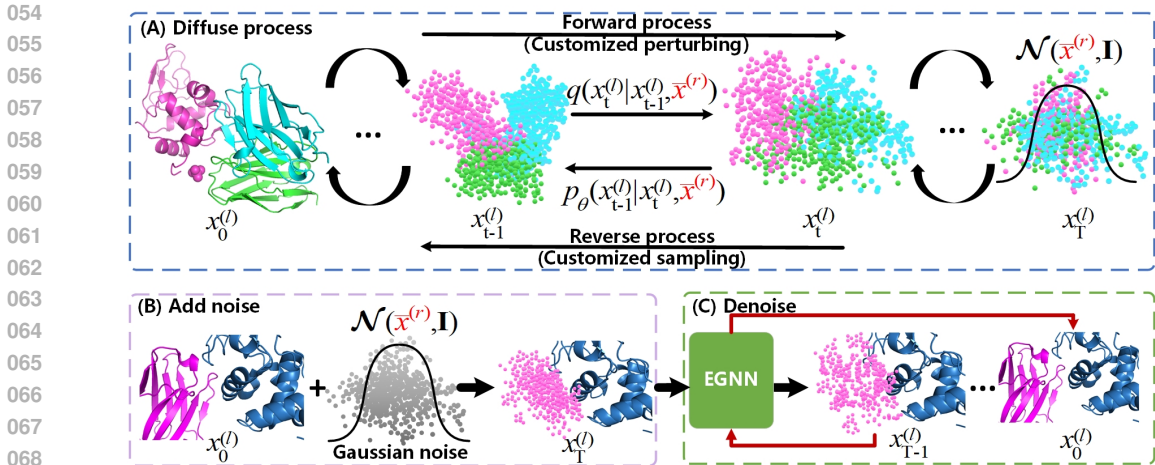 054
055
056
057
058
059
060
061
062
063
064
065
066
067
068
(A) Diffuse process
Forward process
(Customized perturbing)
𝒩(x̅⁽ʳ⁾,I)
q(x_t^(l)|x_{t-1}^(l),x̅^(r))
...
...
p_θ(x_{t-1}^(l)|x_t^(l),x̅^(r))
x_0^(l)
x_{t-1}^(l)
x_t^(l)
x_T^(l)
Reverse process
(Customized sampling)
(B) Add noise
𝒩(x̅^(r),I)
+
x_0^(l)
Gaussian noise
x_T^(l)
(C) Denoise
EGNN
...
x_{T-1}^(l)
x_0^(l)